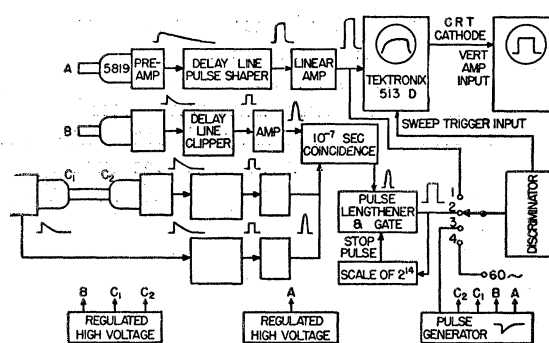 CRT
CATHODE
A
5819
PRE-
AMP
DELAY LINE
PULSE SHAPER
LINEAR
AMP
TEKTRONIX
513 D
VERT
AMP
INPUT
SWEEP TRIGGER INPUT
B
DELAY
LINE
CLIPPER
AMP
10⁻⁷ SEC
COINCIDENCE
C₁
C₂
PULSE
LENGTHENER
& GATE
1
2
3
4
DISCRIMINATOR
STOP
PULSE
SCALE OF 2¹⁴
60~
B
C₁
C₂
REGULATED
HIGH VOLTAGE
A
REGULATED
HIGH VOLTAGE
C₂
C₁
B
A
PULSE
GENERATOR